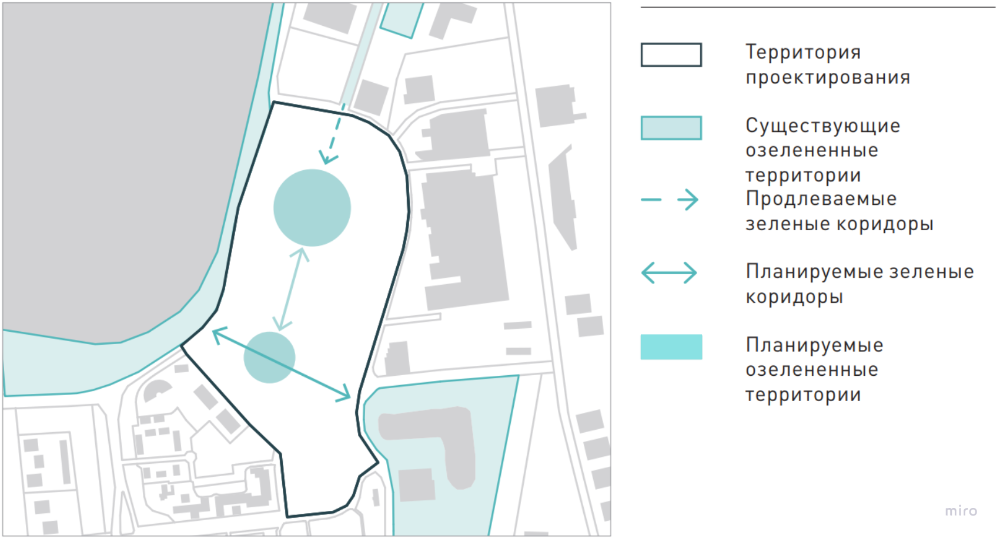 Территория
проектирования
Существующие
озелененные
территории
Продлеваемые
зеленые коридоры
Планируемые зеленые
коридоры
Планируемые
озелененные
территории
miro